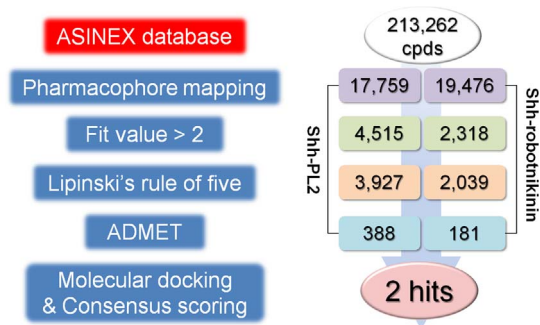 ASINEX database
213,262
cpds
Pharmacophore mapping
17,759 19,476
Fit value > 2
4,515 2,318
Lipinski's rule of five
3,927 2,039
ADMET
388 181
Shh-PL2
Shh-robotnikinin
Molecular docking
& Consensus scoring
2 hits